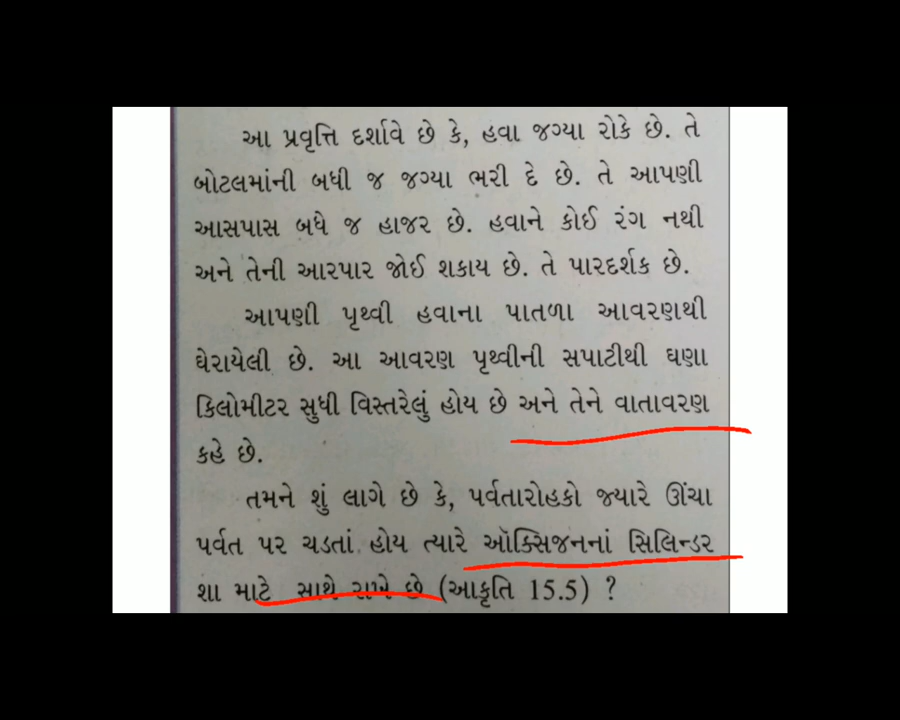 આ પ્રવૃત્તિ દર્શાવે છે કે, હવા જગ્યા રોકે છે. તે
બોટલમાંની બધી જ જગ્યા ભરી દે છે. તે આપણી
આસપાસ બધે જ હાજર છે. હવાને કોઈ રંગ નથી
અને તેની આરપાર જોઈ શકાય છે. તે પારદર્શક છે.
આપણી પૃથ્વી હવાના પાતળા આવરણથી
ઘેરાયેલી છે. આ આવરણ પૃથ્વીની સપાટીથી ઘણા
કિલોમીટર સુધી વિસ્તરેલું હોય છે અને તેને વાતાવરણ
કહે છે.
તમને શું લાગે છે કે, પર્વતારોહકો જ્યારે ઊંચા
પર્વત પર ચડતાં હોય ત્યારે ઑક્સિજનનાં સિલિન્ડર
શા માટે સાથે રાખે છે (આકૃતિ 15.5) ?